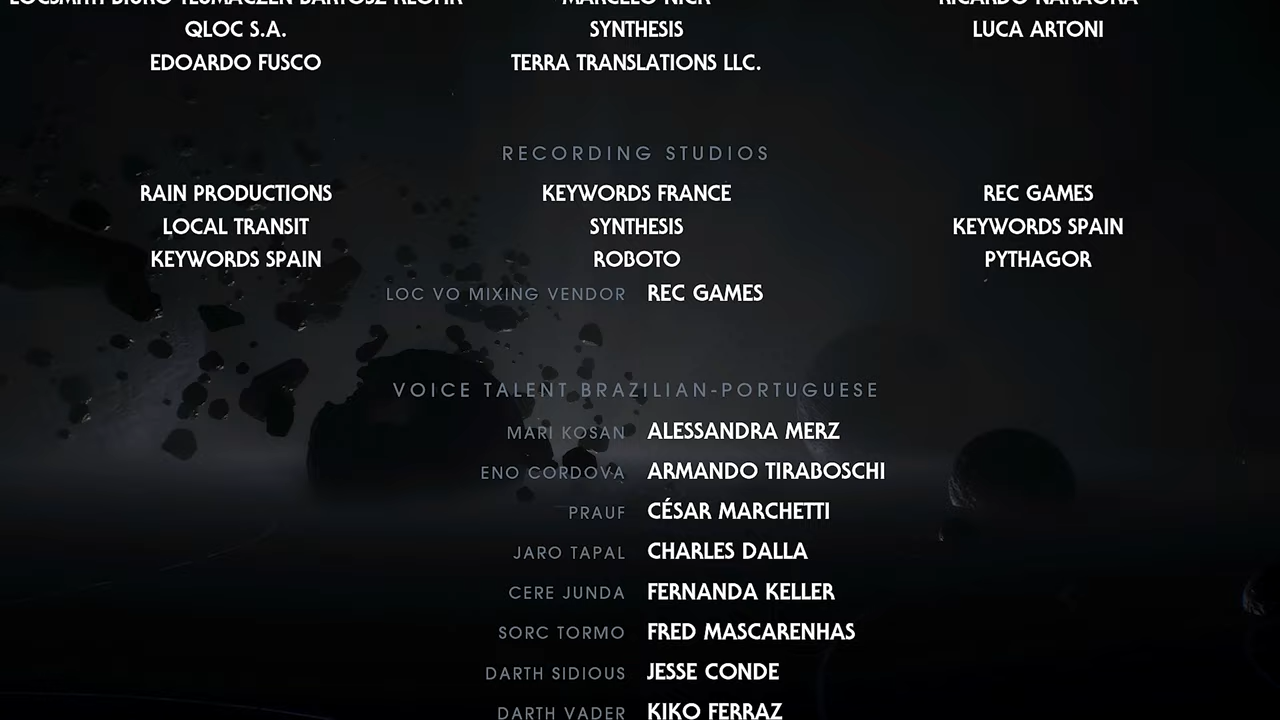 QLOC S.A. SYNTHESIS LUCA ARTONI
EDOARDO FUSCO TERRA TRANSLATIONS LLC.
RECORDING STUDIOS
RAIN PRODUCTIONS KEYWORDS FRANCE REC GAMES
LOCAL TRANSIT SYNTHESIS KEYWORDS SPAIN
KEYWORDS SPAIN ROBOTO PYTHAGOR
LOC VO MIXING VENDOR REC GAMES
VOICE TALENT BRAZILIAN-PORTUGUESE
MARI KOSAN ALESSANDRA MERZ
ENO CORDOVA ARMANDO TIRABOSCHI
PRAUF CÉSAR MARCHETTI
JARO TAPAL CHARLES DALLA
CERE JUNDA FERNANDA KELLER
SORC TORMO FRED MASCARENHAS
DARTH SIDIOUS JESSE CONDE
DARTH VADER KIKO FERRAZ